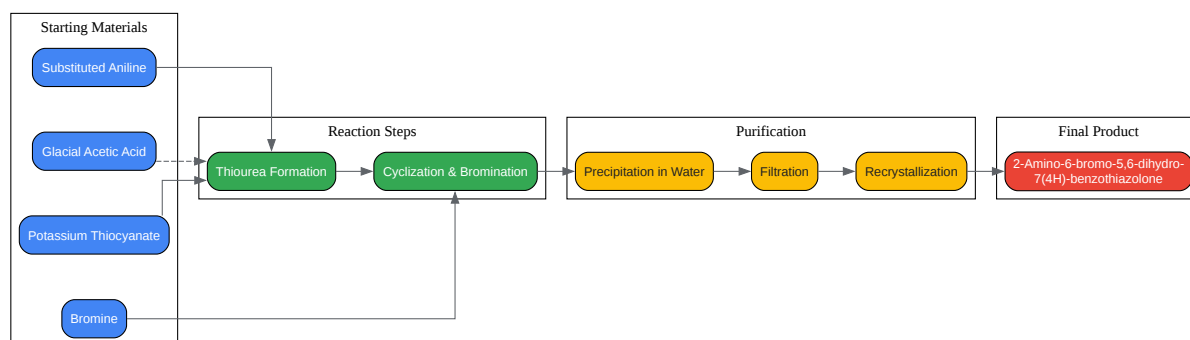 Starting Materials
Substituted Aniline
Glacial Acetic Acid
Potassium Thiocyanate
Bromine
Reaction Steps
Thiourea Formation
Cyclization & Bromination
Purification
Precipitation in Water
Filtration
Recrystallization
Final Product
2-Amino-6-bromo-5,6-dihydro-
7(4H)-benzothiazolone